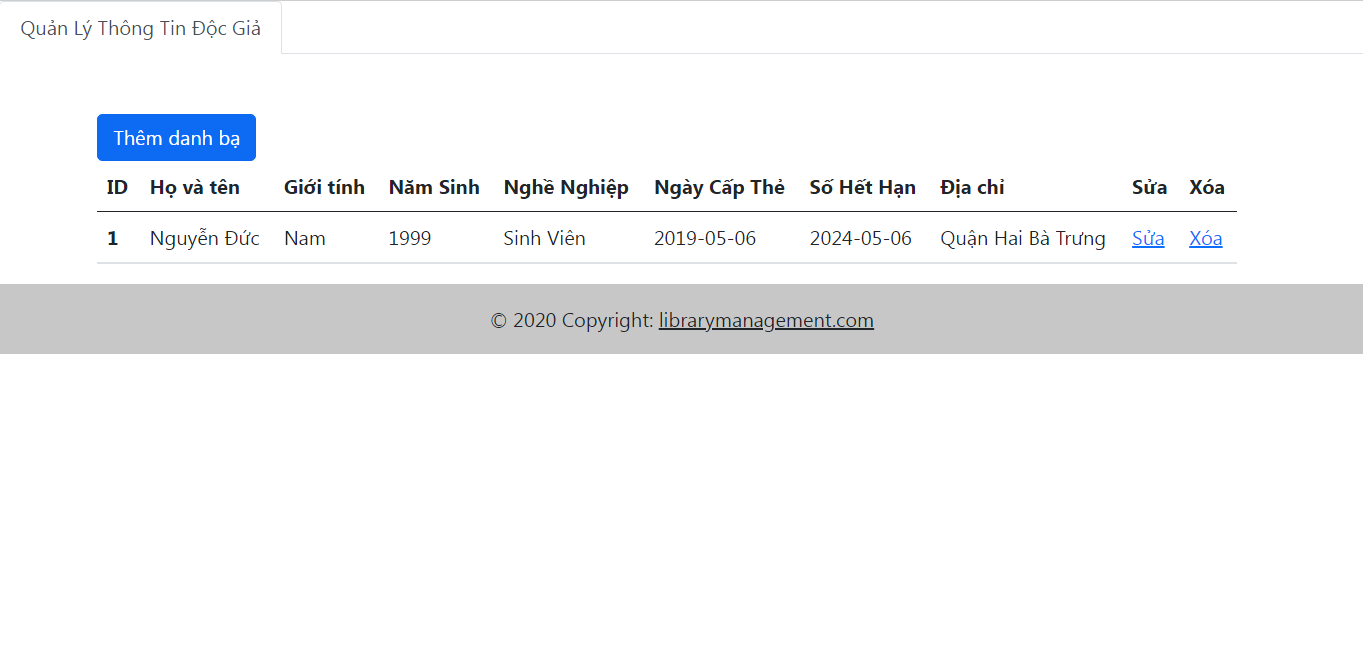 Quản Lý Thông Tin Độc Giả
Thêm danh bạ
ID Họ và tên Giới tính Năm Sinh Nghề Nghiệp Ngày Cấp Thẻ Số Hết Hạn Địa chỉ Sửa Xóa
1 Nguyễn Đức Nam 1999 Sinh Viên 2019-05-06 2024-05-06 Quận Hai Bà Trưng Sửa Xóa
© 2020 Copyright: librarymanagement.com